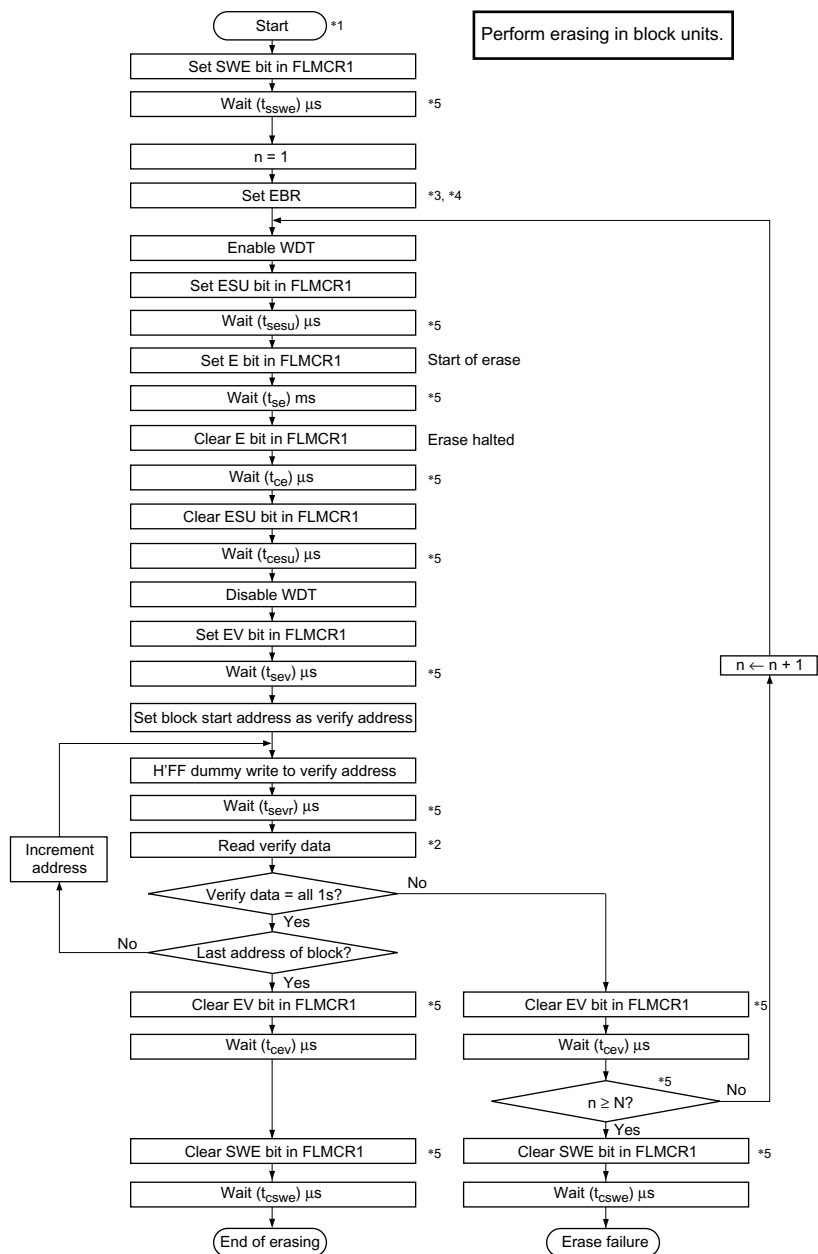 Start *1
Perform erasing in block units.
Set SWE bit in FLMCR1
Wait (tsswe) μs *5
n = 1
Set EBR *3, *4
Enable WDT
Set ESU bit in FLMCR1
Wait (tsesu) μs *5
Set E bit in FLMCR1 Start of erase
Wait (tse) ms *5
Clear E bit in FLMCR1 Erase halted
Wait (tce) μs *5
Clear ESU bit in FLMCR1
Wait (tcesu) μs *5
Disable WDT
Set EV bit in FLMCR1
Wait (tsev) μs *5
n ← n + 1
Set block start address as verify address
H'FF dummy write to verify address
Wait (tsevr) μs *5
Read verify data *2
Increment
address
Verify data = all 1s? No
Yes
No Last address of block?
Yes
Clear EV bit in FLMCR1 *5 Clear EV bit in FLMCR1 *5
Wait (tcev) μs Wait (tcev) μs
*5 No
n ≥ N?
Yes
Clear SWE bit in FLMCR1 *5 Clear SWE bit in FLMCR1 *5
Wait (tcswe) μs Wait (tcswe) μs
End of erasing Erase failure